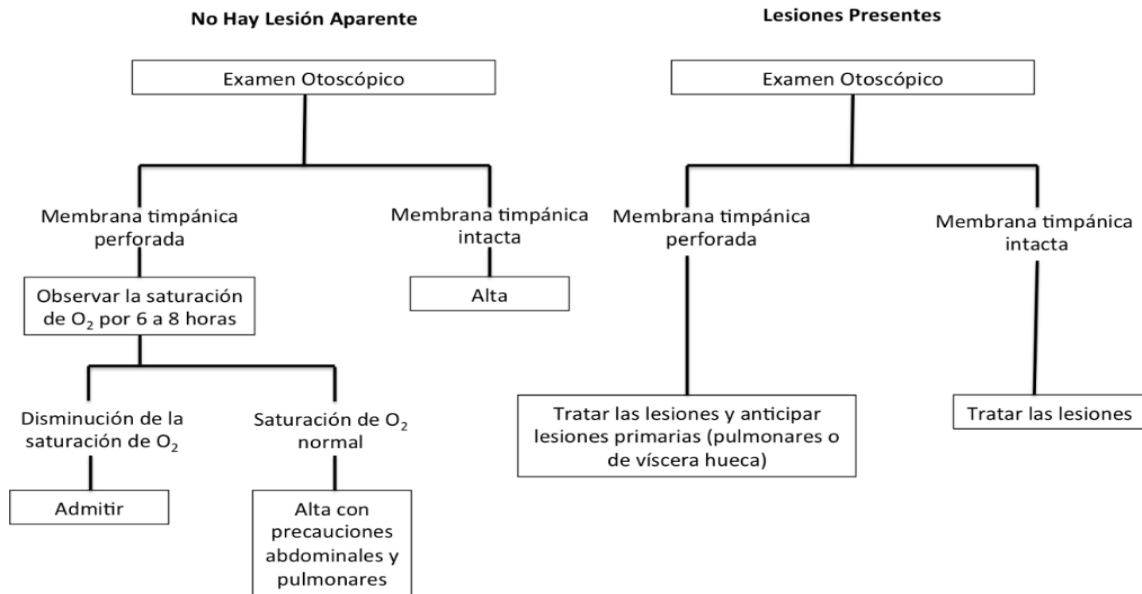 No Hay Lesión Aparente
Examen Otoscópico
Membrana timpánica
perforada
Membrana timpánica
intacta
Observar la saturación
de O₂ por 6 a 8 horas
Alta
Disminución de la
saturación de O₂
Saturación de O₂
normal
Admitir
Alta con
precauciones
abdominales y
pulmonares
Lesiones Presentes
Examen Otoscópico
Membrana timpánica
perforada
Membrana timpánica
intacta
Tratar las lesiones y anticipar
lesiones primarias (pulmonares o
de víscera hueca)
Tratar las lesiones